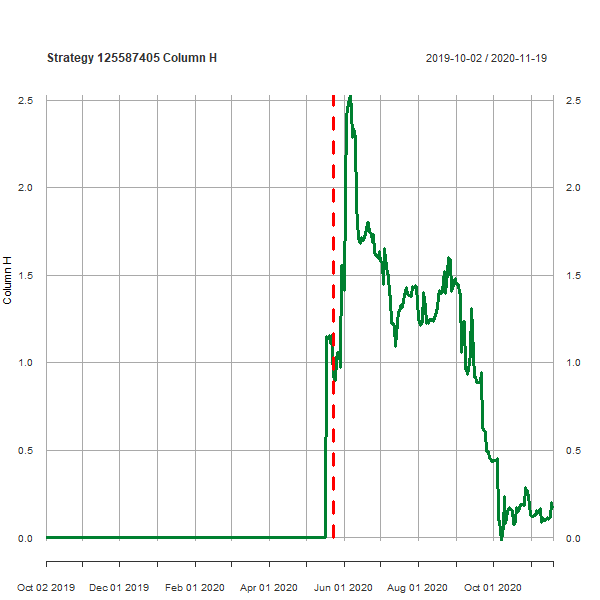 Strategy 125587405 Column H
2019-10-02 / 2020-11-19
2.5
2.5
2.0
2.0
1.5
1.5
Column H
1.0
1.0
0.5
0.5
0.0
0.0
Oct 02 2019
Dec 01 2019
Feb 01 2020
Apr 01 2020
Jun 01 2020
Aug 01 2020
Oct 01 2020